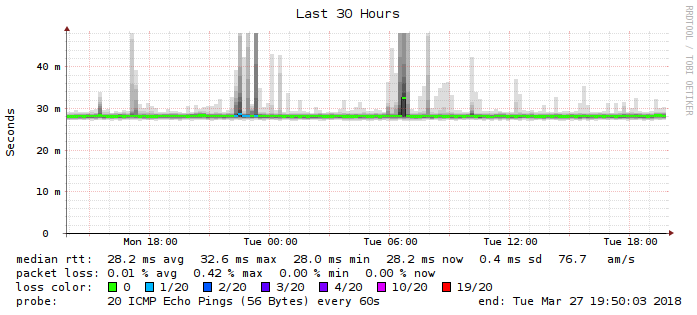 Last 30 Hours
RRDTOOL / TOBI OETIKER
Seconds
40 m
30 m
20 m
10 m
0
Mon 18:00 Tue 00:00 Tue 06:00 Tue 12:00 Tue 18:00
median rtt: 28.2 ms avg 32.6 ms max 28.0 ms min 28.2 ms now 0.4 ms sd 76.7 am/s
packet loss: 0.01 % avg 0.42 % max 0.00 % min 0.00 % now
loss color: 0 1/20 2/20 3/20 4/20 10/20 19/20
probe: 20 ICMP Echo Pings (56 Bytes) every 60s end: Tue Mar 27 19:50:03 2018